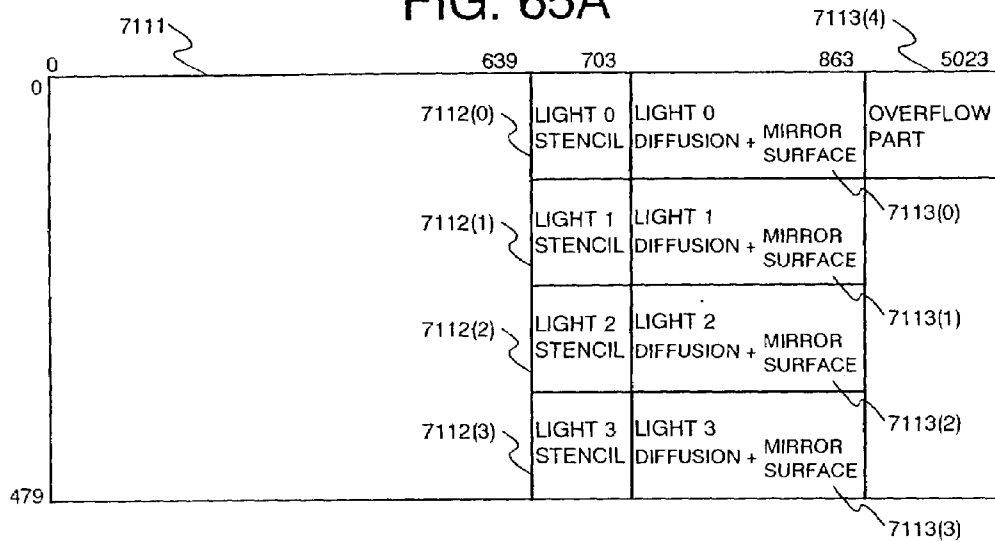 FIG. 65A
7111
7113(4)
0 639 703 863 5023
0
7112(0)
LIGHT 0
STENCIL
LIGHT 0
DIFFUSION + MIRROR
SURFACE
OVERFLOW
PART
7113(0)
7112(1)
LIGHT 1
STENCIL
LIGHT 1
DIFFUSION + MIRROR
SURFACE
7113(1)
7112(2)
LIGHT 2
STENCIL
LIGHT 2
DIFFUSION + MIRROR
SURFACE
7113(2)
7112(3)
LIGHT 3
STENCIL
LIGHT 3
DIFFUSION + MIRROR
SURFACE
7113(3)
479